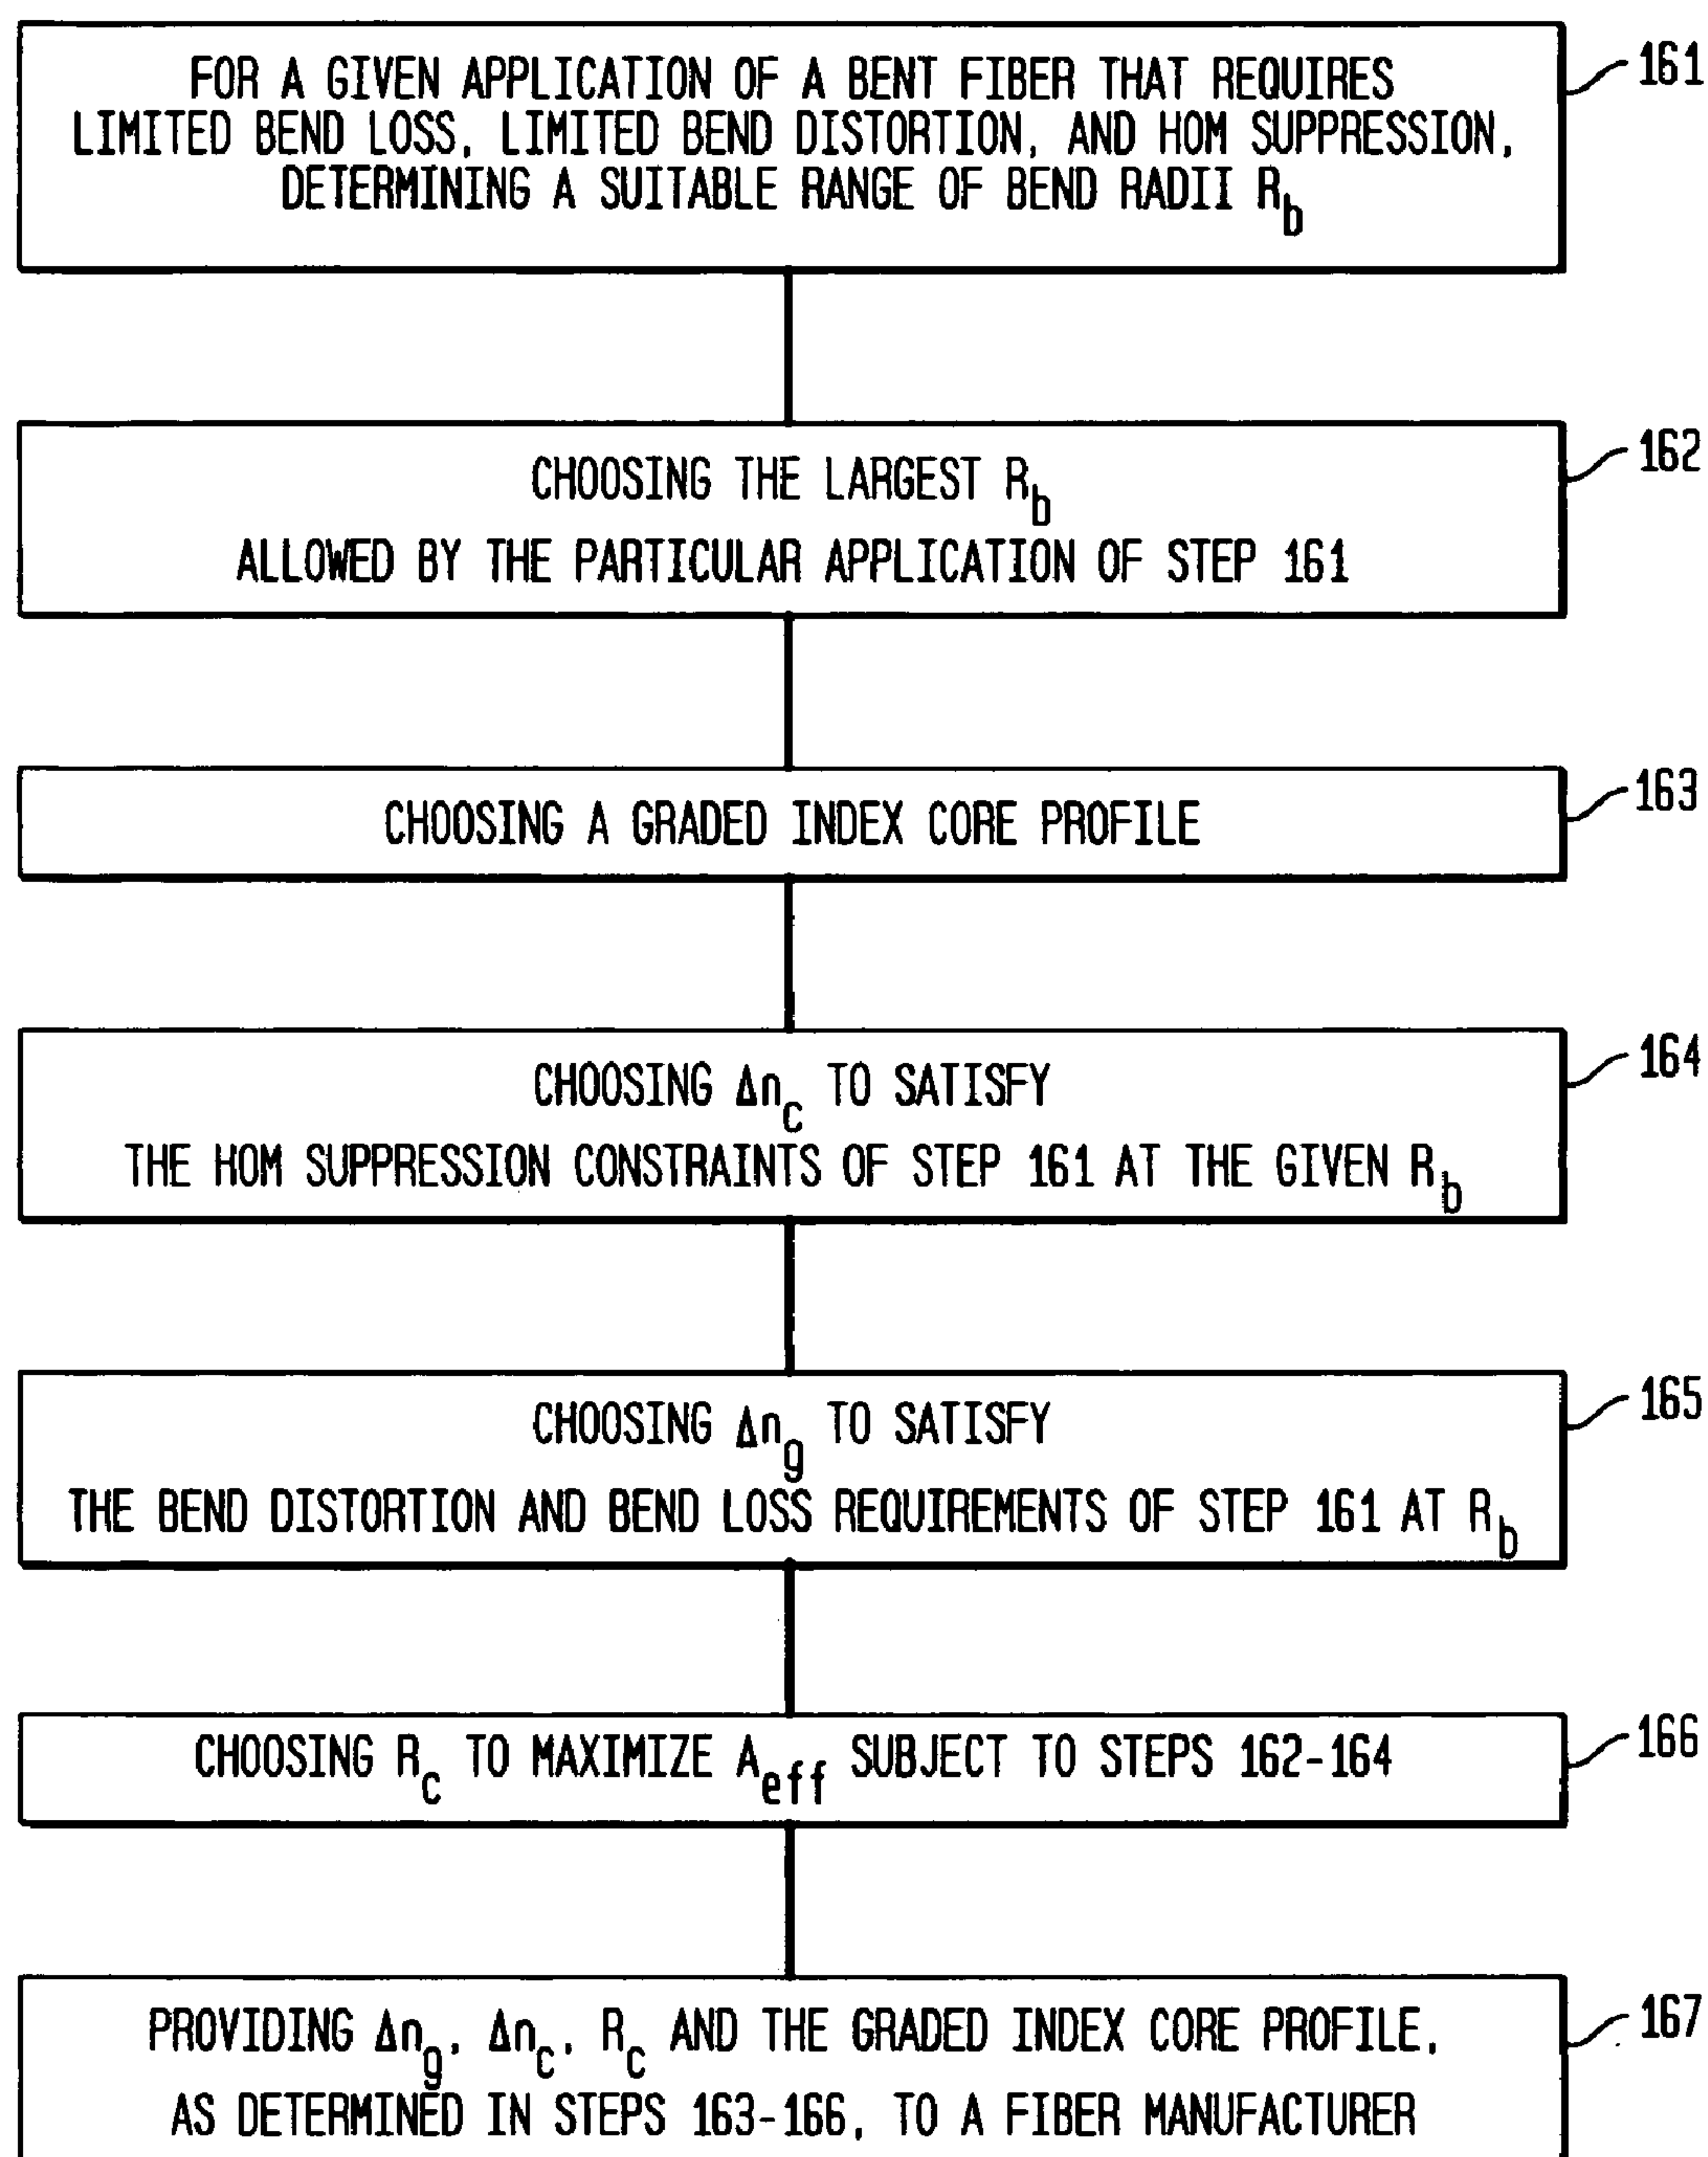 FOR A GIVEN APPLICATION OF A BENT FIBER THAT REQUIRES
LIMITED BEND LOSS, LIMITED BEND DISTORTION, AND HOM SUPPRESSION,
DETERMINING A SUITABLE RANGE OF BEND RADII Rb
161
CHOOSING THE LARGEST Rb
ALLOWED BY THE PARTICULAR APPLICATION OF STEP 161
162
CHOOSING A GRADED INDEX CORE PROFILE
163
CHOOSING Δnc TO SATISFY
THE HOM SUPPRESSION CONSTRAINTS OF STEP 161 AT THE GIVEN Rb
164
CHOOSING Δng TO SATISFY
THE BEND DISTORTION AND BEND LOSS REQUIREMENTS OF STEP 161 AT Rb
165
CHOOSING Rc TO MAXIMIZE Aeff SUBJECT TO STEPS 162-164
166
PROVIDING Δng, Δnc, Rc AND THE GRADED INDEX CORE PROFILE,
AS DETERMINED IN STEPS 163-166, TO A FIBER MANUFACTURER
167